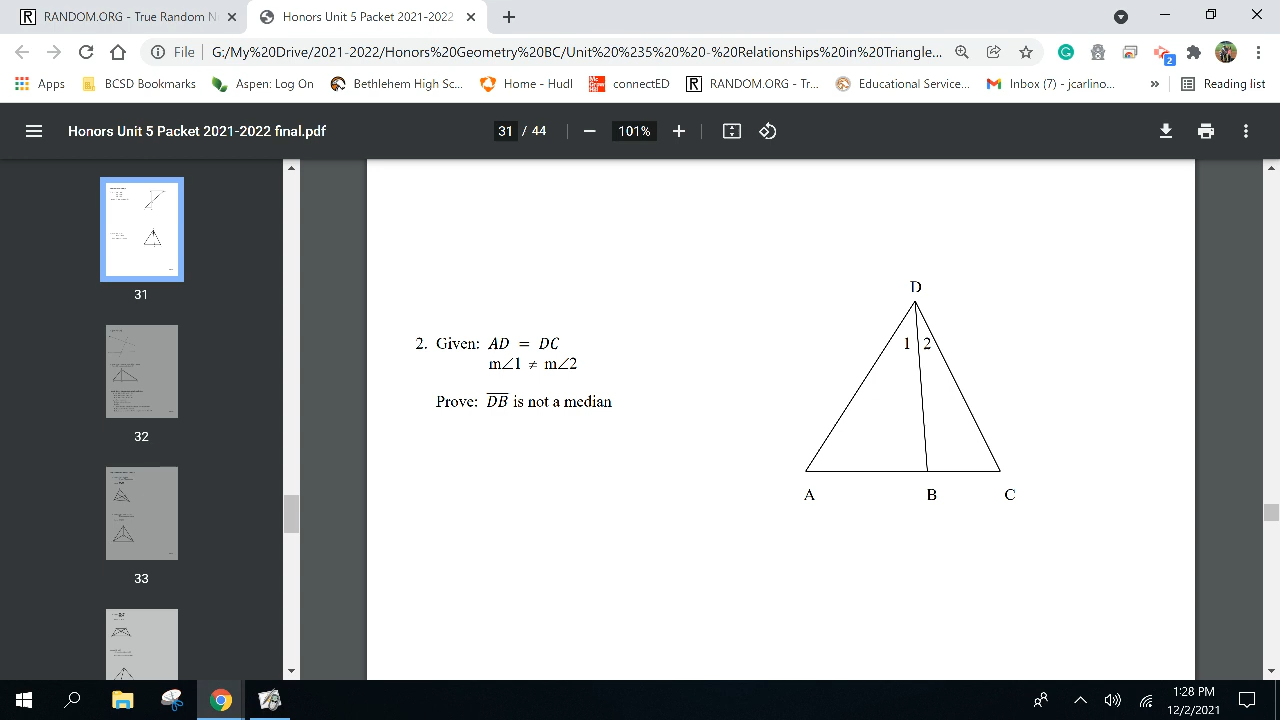 RANDOM.ORG - True Random N
Honors Unit 5 Packet 2021-2022
File
G:/My%20Drive/2021-2022/Honors%20Geometry%20BC/Unit%20%235%20%20-%20Relationships%20in%20Triangle...
2
Apps
BCSD Bookmarks
Aspen: Log On
Bethlehem High Sc...
Home - Hudl
connectED
RANDOM.ORG - Tr...
Educational Service...
Inbox (7) - jcarlino...
»
Reading list
Honors Unit 5 Packet 2021-2022 final.pdf
31 / 44
101%
31
32
33
2. Given: AD = DC
m∠1 ≠ m∠2
Prove: D̅B̅ is not a median
D
1 2
A B C
1:28 PM
12/2/2021